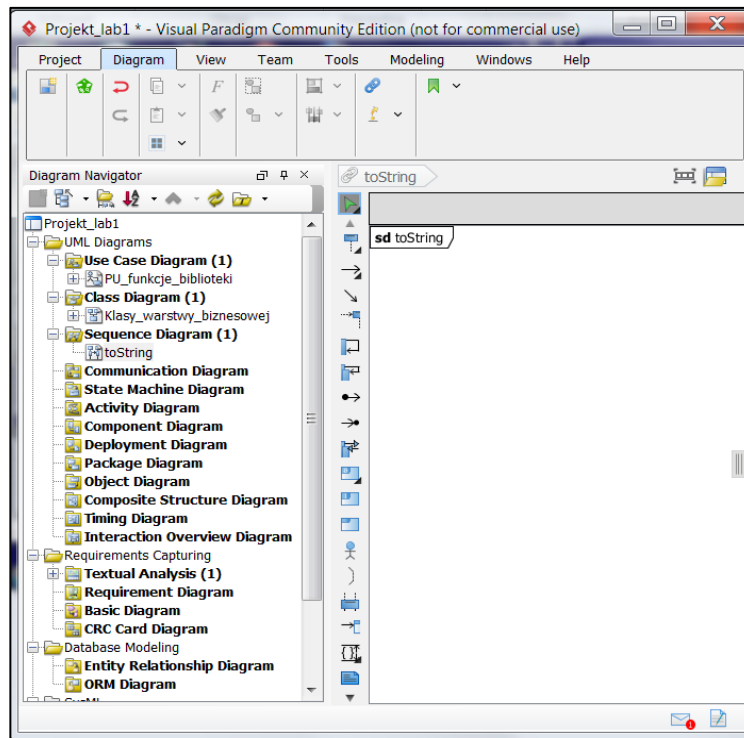 Projekt_lab1 * - Visual Paradigm Community Edition (not for commercial use)
Project Diagram View Team Tools Modeling Windows Help
F
Diagram Navigator
toString
Projekt_lab1
UML Diagrams
sd toString
Use Case Diagram (1)
PU_funkcje_biblioteki
Class Diagram (1)
Klasy_warstwy_biznesowej
Sequence Diagram (1)
toString
Communication Diagram
State Machine Diagram
Activity Diagram
Component Diagram
Deployment Diagram
Package Diagram
Object Diagram
Composite Structure Diagram
Timing Diagram
Interaction Overview Diagram
Requirements Capturing
Textual Analysis (1)
Requirement Diagram
Basic Diagram
CRC Card Diagram
Database Modeling
Entity Relationship Diagram
ORM Diagram
1